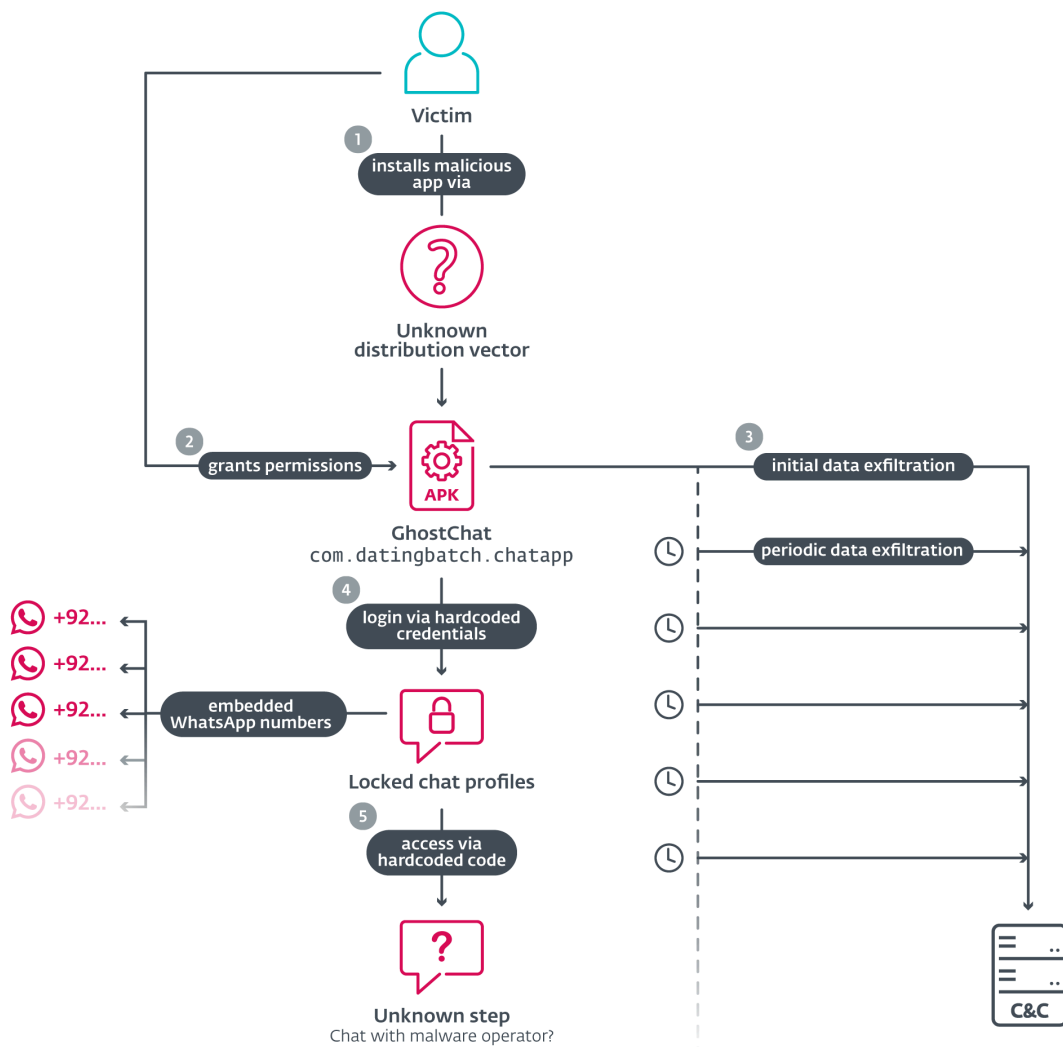 Victim
1
installs malicious
app via
?
Unknown
distribution vector
2
grants permissions
APK
3
initial data exfiltration
GhostChat
com.datingbatch.chatapp
periodic data exfiltration
4
login via hardcoded
credentials
+92...
+92...
+92...
+92...
+92...
embedded
WhatsApp numbers
Locked chat profiles
5
access via
hardcoded code
?
Unknown step
Chat with malware operator?
C&C